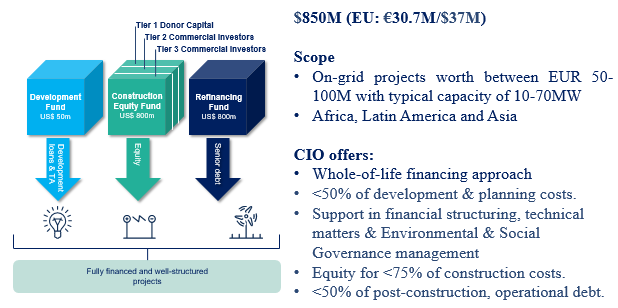 Tier 1 Donor Capital
Tier 2 Commercial Investors
Tier 3 Commercial Investors
Development
Fund
US$ 50m
Construction
Equity Fund
US$ 800m
Refinancing
Fund
US$ 800m
Development
loans & TA
Equity
Senior debt
Fully financed and well-structured
projects
$850M (EU: €30.7M/$37M)
Scope
• On-grid projects worth between EUR 50-
100M with typical capacity of 10-70MW
• Africa, Latin America and Asia
CIO offers:
• Whole-of-life financing approach
• <50% of development & planning costs.
• Support in financial structuring, technical
matters & Environmental & Social
Governance management
• Equity for <75% of construction costs.
• <50% of post-construction, operational debt.